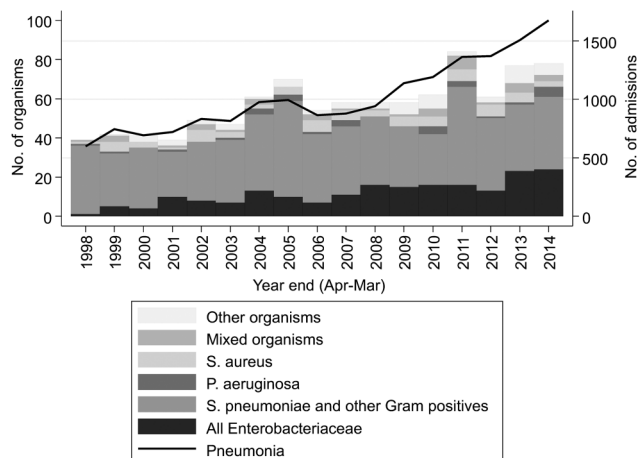 100
80
60
40
20
0
No. of organisms
1500
1000
500
0
No. of admissions
1998
1999
2000
2001
2002
2003
2004
2005
2006
2007
2008
2009
2010
2011
2012
2013
2014
Year end (Apr-Mar)
Other organisms
Mixed organisms
S. aureus
P. aeruginosa
S. pneumoniae and other Gram positives
All Enterobacteriaceae
Pneumonia